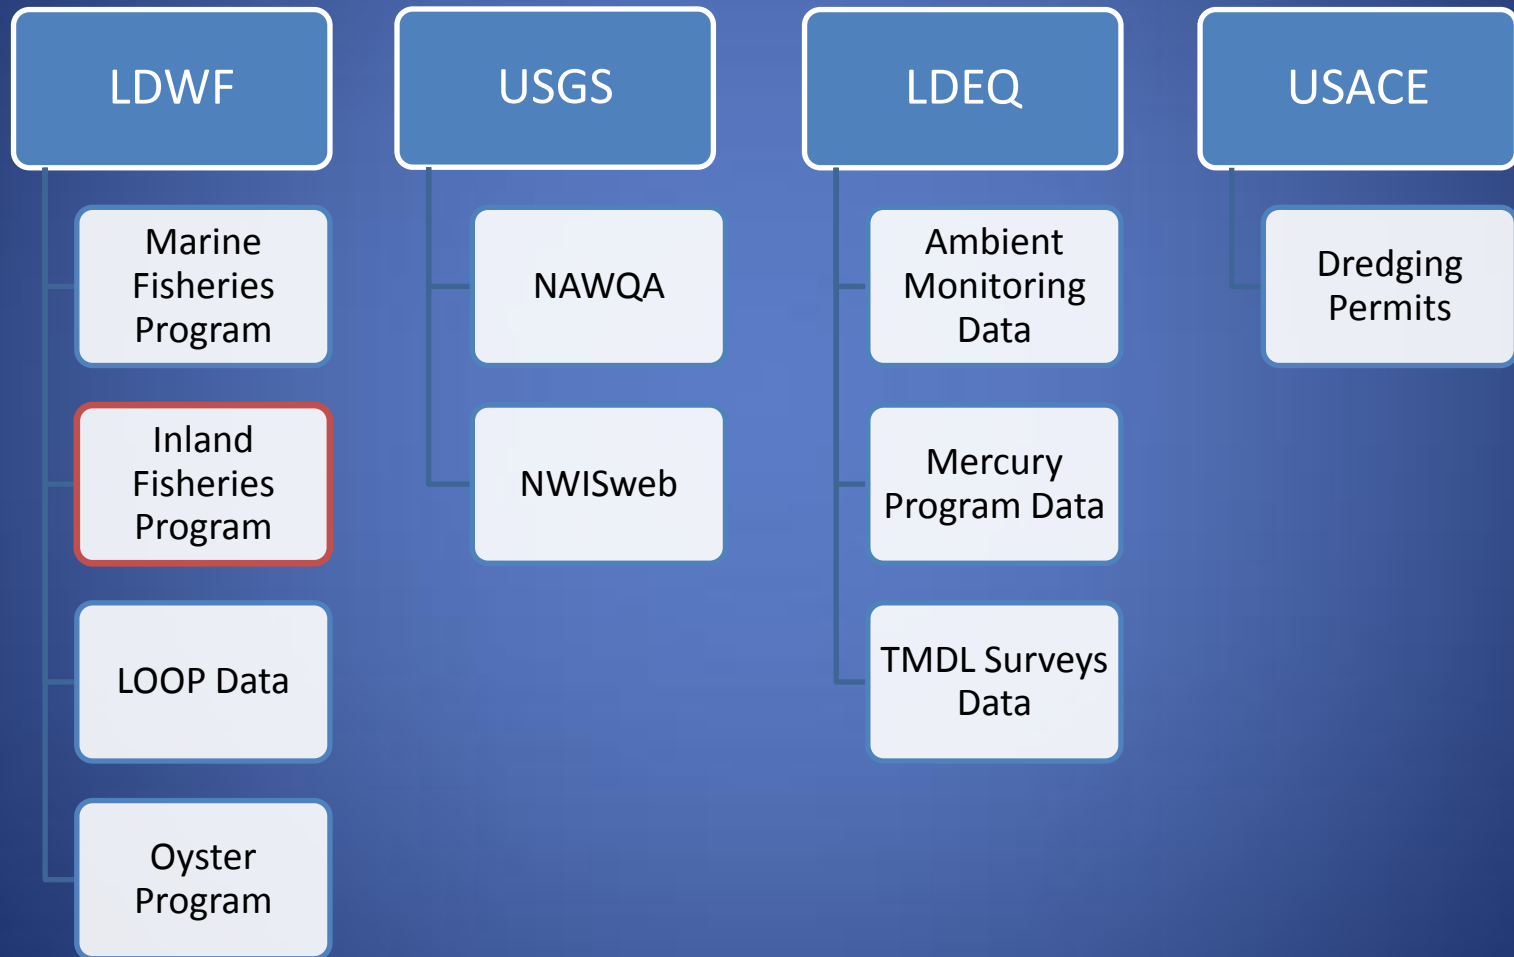 LDWF
Marine
Fisheries
Program
Inland
Fisheries
Program
LOOP Data
Oyster
Program
USGS
NAWQA
NWISweb
LDEQ
Ambient
Monitoring
Data
Mercury
Program Data
TMDL Surveys
Data
USACE
Dredging
Permits